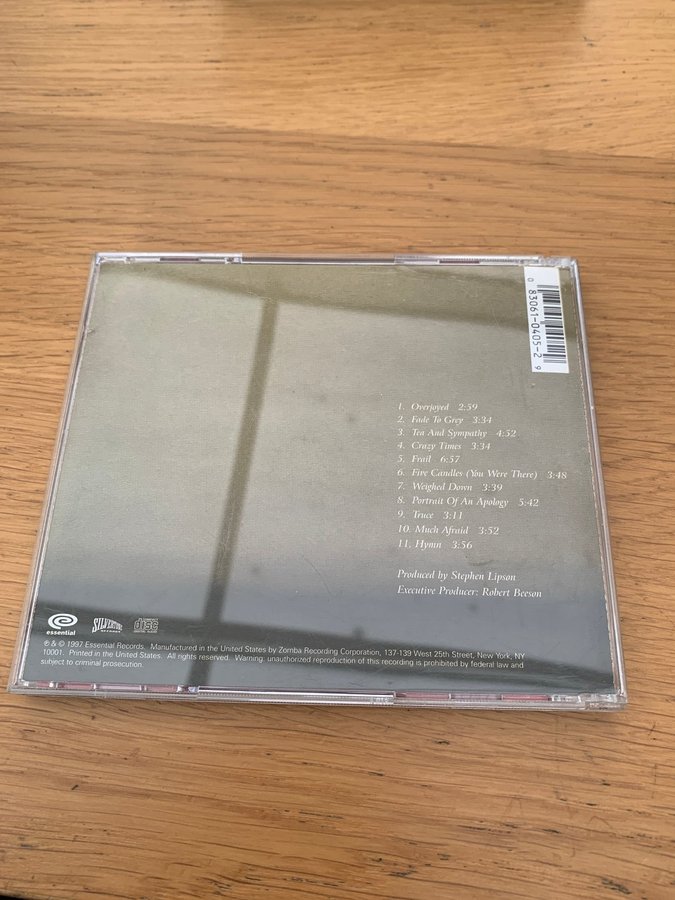 0 83061-0405-2 9
1. Overjoyed 2:59
2. Fade To Grey 3:34
3. Tea And Sympathy 4:52
4. Crazy Times 3:34
5. Frail 6:57
6. Five Candles (You Were There) 3:48
7. Weighed Down 3:39
8. Portrait Of An Apology 5:42
9. Truce 3:11
10. Much Afraid 3:52
11. Hymn 3:56
Produced by Stephen Lipson
Executive Producer: Robert Beeson
essential
SILVERTONE
RECORDS
disc
DIGITAL AUDIO
℗ & © 1997 Essential Records. Manufactured in the United States by Zomba Recording Corporation, 137-139 West 25th Street, New York, NY
10001. Printed in the United States. All rights reserved. Warning: unauthorized reproduction of this recording is prohibited by federal law and
subject to criminal prosecution.